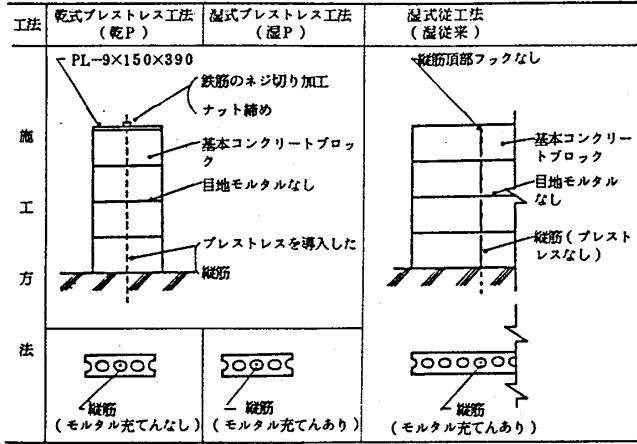 工法
乾式プレストレス工法
(乾P)
湿式プレストレス工法
(湿P)
湿式従工法
(湿従来)
施工方法
PL-9×150×390
鉄筋のネジ切り加工
ナット締め
基本コンクリートブロッ
ク
目地モルタルなし
プレストレスを導入した
縦筋
縦筋頂部フックなし
基本コンクリー
トブロック
目地モルタル
なし
縦筋(プレスト
レスなし)
縦筋
(モルタル充てんなし)
縦筋
(モルタル充てんあり)
縦筋
(モルタル充てんあり)